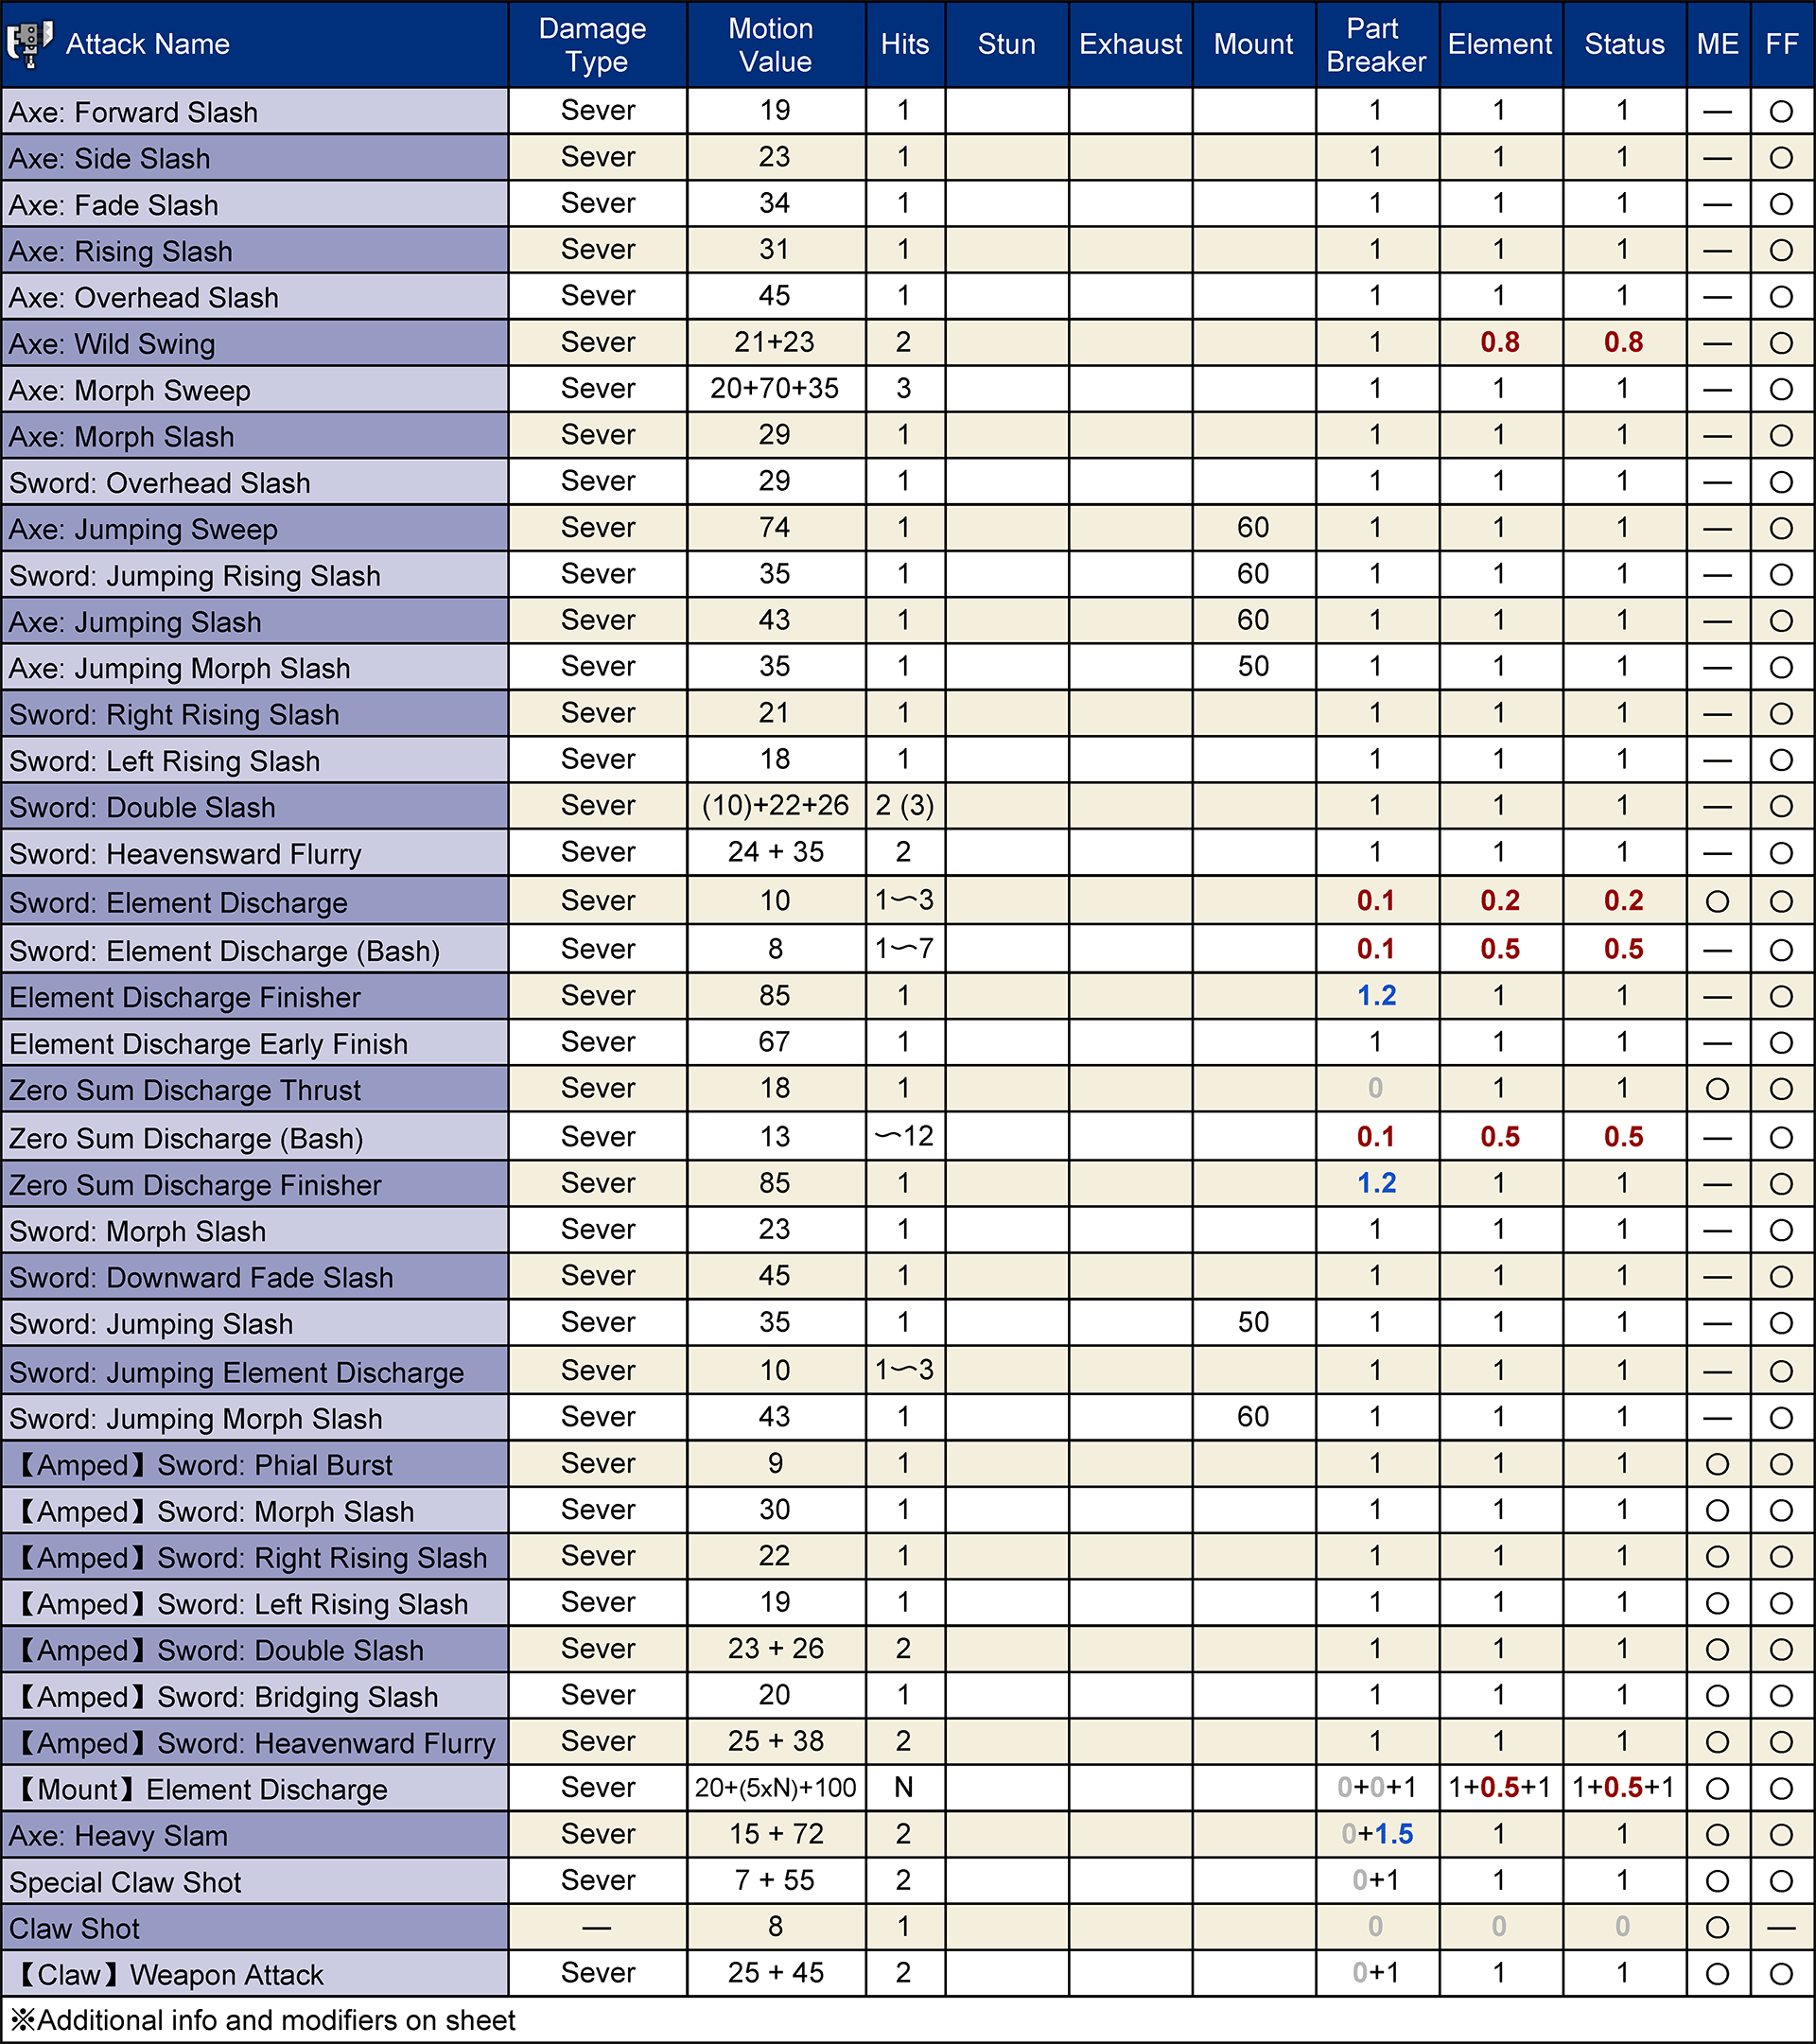 Attack Name Damage Type Motion Value Hits Stun Exhaust Mount Part Breaker Element Status ME FF
Axe: Forward Slash Sever 19 1 1 1 1 — ○
Axe: Side Slash Sever 23 1 1 1 1 — ○
Axe: Fade Slash Sever 34 1 1 1 1 — ○
Axe: Rising Slash Sever 31 1 1 1 1 — ○
Axe: Overhead Slash Sever 45 1 1 1 1 — ○
Axe: Wild Swing Sever 21+23 2 1 0.8 0.8 — ○
Axe: Morph Sweep Sever 20+70+35 3 1 1 1 — ○
Axe: Morph Slash Sever 29 1 1 1 1 — ○
Sword: Overhead Slash Sever 29 1 1 1 1 — ○
Axe: Jumping Sweep Sever 74 1 60 1 1 1 — ○
Sword: Jumping Rising Slash Sever 35 1 60 1 1 1 — ○
Axe: Jumping Slash Sever 43 1 60 1 1 1 — ○
Axe: Jumping Morph Slash Sever 35 1 50 1 1 1 — ○
Sword: Right Rising Slash Sever 21 1 1 1 1 — ○
Sword: Left Rising Slash Sever 18 1 1 1 1 — ○
Sword: Double Slash Sever (10)+22+26 2 (3) 1 1 1 — ○
Sword: Heavensward Flurry Sever 24 + 35 2 1 1 1 — ○
Sword: Element Discharge Sever 10 1~3 0.1 0.2 0.2 ○ ○
Sword: Element Discharge (Bash) Sever 8 1~7 0.1 0.5 0.5 — ○
Element Discharge Finisher Sever 85 1 1.2 1 1 — ○
Element Discharge Early Finish Sever 67 1 1 1 1 — ○
Zero Sum Discharge Thrust Sever 18 1 0 1 1 ○ ○
Zero Sum Discharge (Bash) Sever 13 ~12 0.1 0.5 0.5 — ○
Zero Sum Discharge Finisher Sever 85 1 1.2 1 1 — ○
Sword: Morph Slash Sever 23 1 1 1 1 — ○
Sword: Downward Fade Slash Sever 45 1 1 1 1 — ○
Sword: Jumping Slash Sever 35 1 50 1 1 1 — ○
Sword: Jumping Element Discharge Sever 10 1~3 1 1 1 — ○
Sword: Jumping Morph Slash Sever 43 1 60 1 1 1 — ○
【Amped】Sword: Phial Burst Sever 9 1 1 1 1 ○ ○
【Amped】Sword: Morph Slash Sever 30 1 1 1 1 ○ ○
【Amped】Sword: Right Rising Slash Sever 22 1 1 1 1 ○ ○
【Amped】Sword: Left Rising Slash Sever 19 1 1 1 1 ○ ○
【Amped】Sword: Double Slash Sever 23 + 26 2 1 1 1 ○ ○
【Amped】Sword: Bridging Slash Sever 20 1 1 1 1 ○ ○
【Amped】Sword: Heavenward Flurry Sever 25 + 38 2 1 1 1 ○ ○
【Mount】Element Discharge Sever 20+(5xN)+100 N 0+0+1 1+0.5+1 1+0.5+1 ○ ○
Axe: Heavy Slam Sever 15 + 72 2 0+1.5 1 1 ○ ○
Special Claw Shot Sever 7 + 55 2 0+1 1 1 ○ ○
Claw Shot — 8 1 0 0 0 ○ —
【Claw】Weapon Attack Sever 25 + 45 2 0+1 1 1 ○ ○
※Additional info and modifiers on sheet